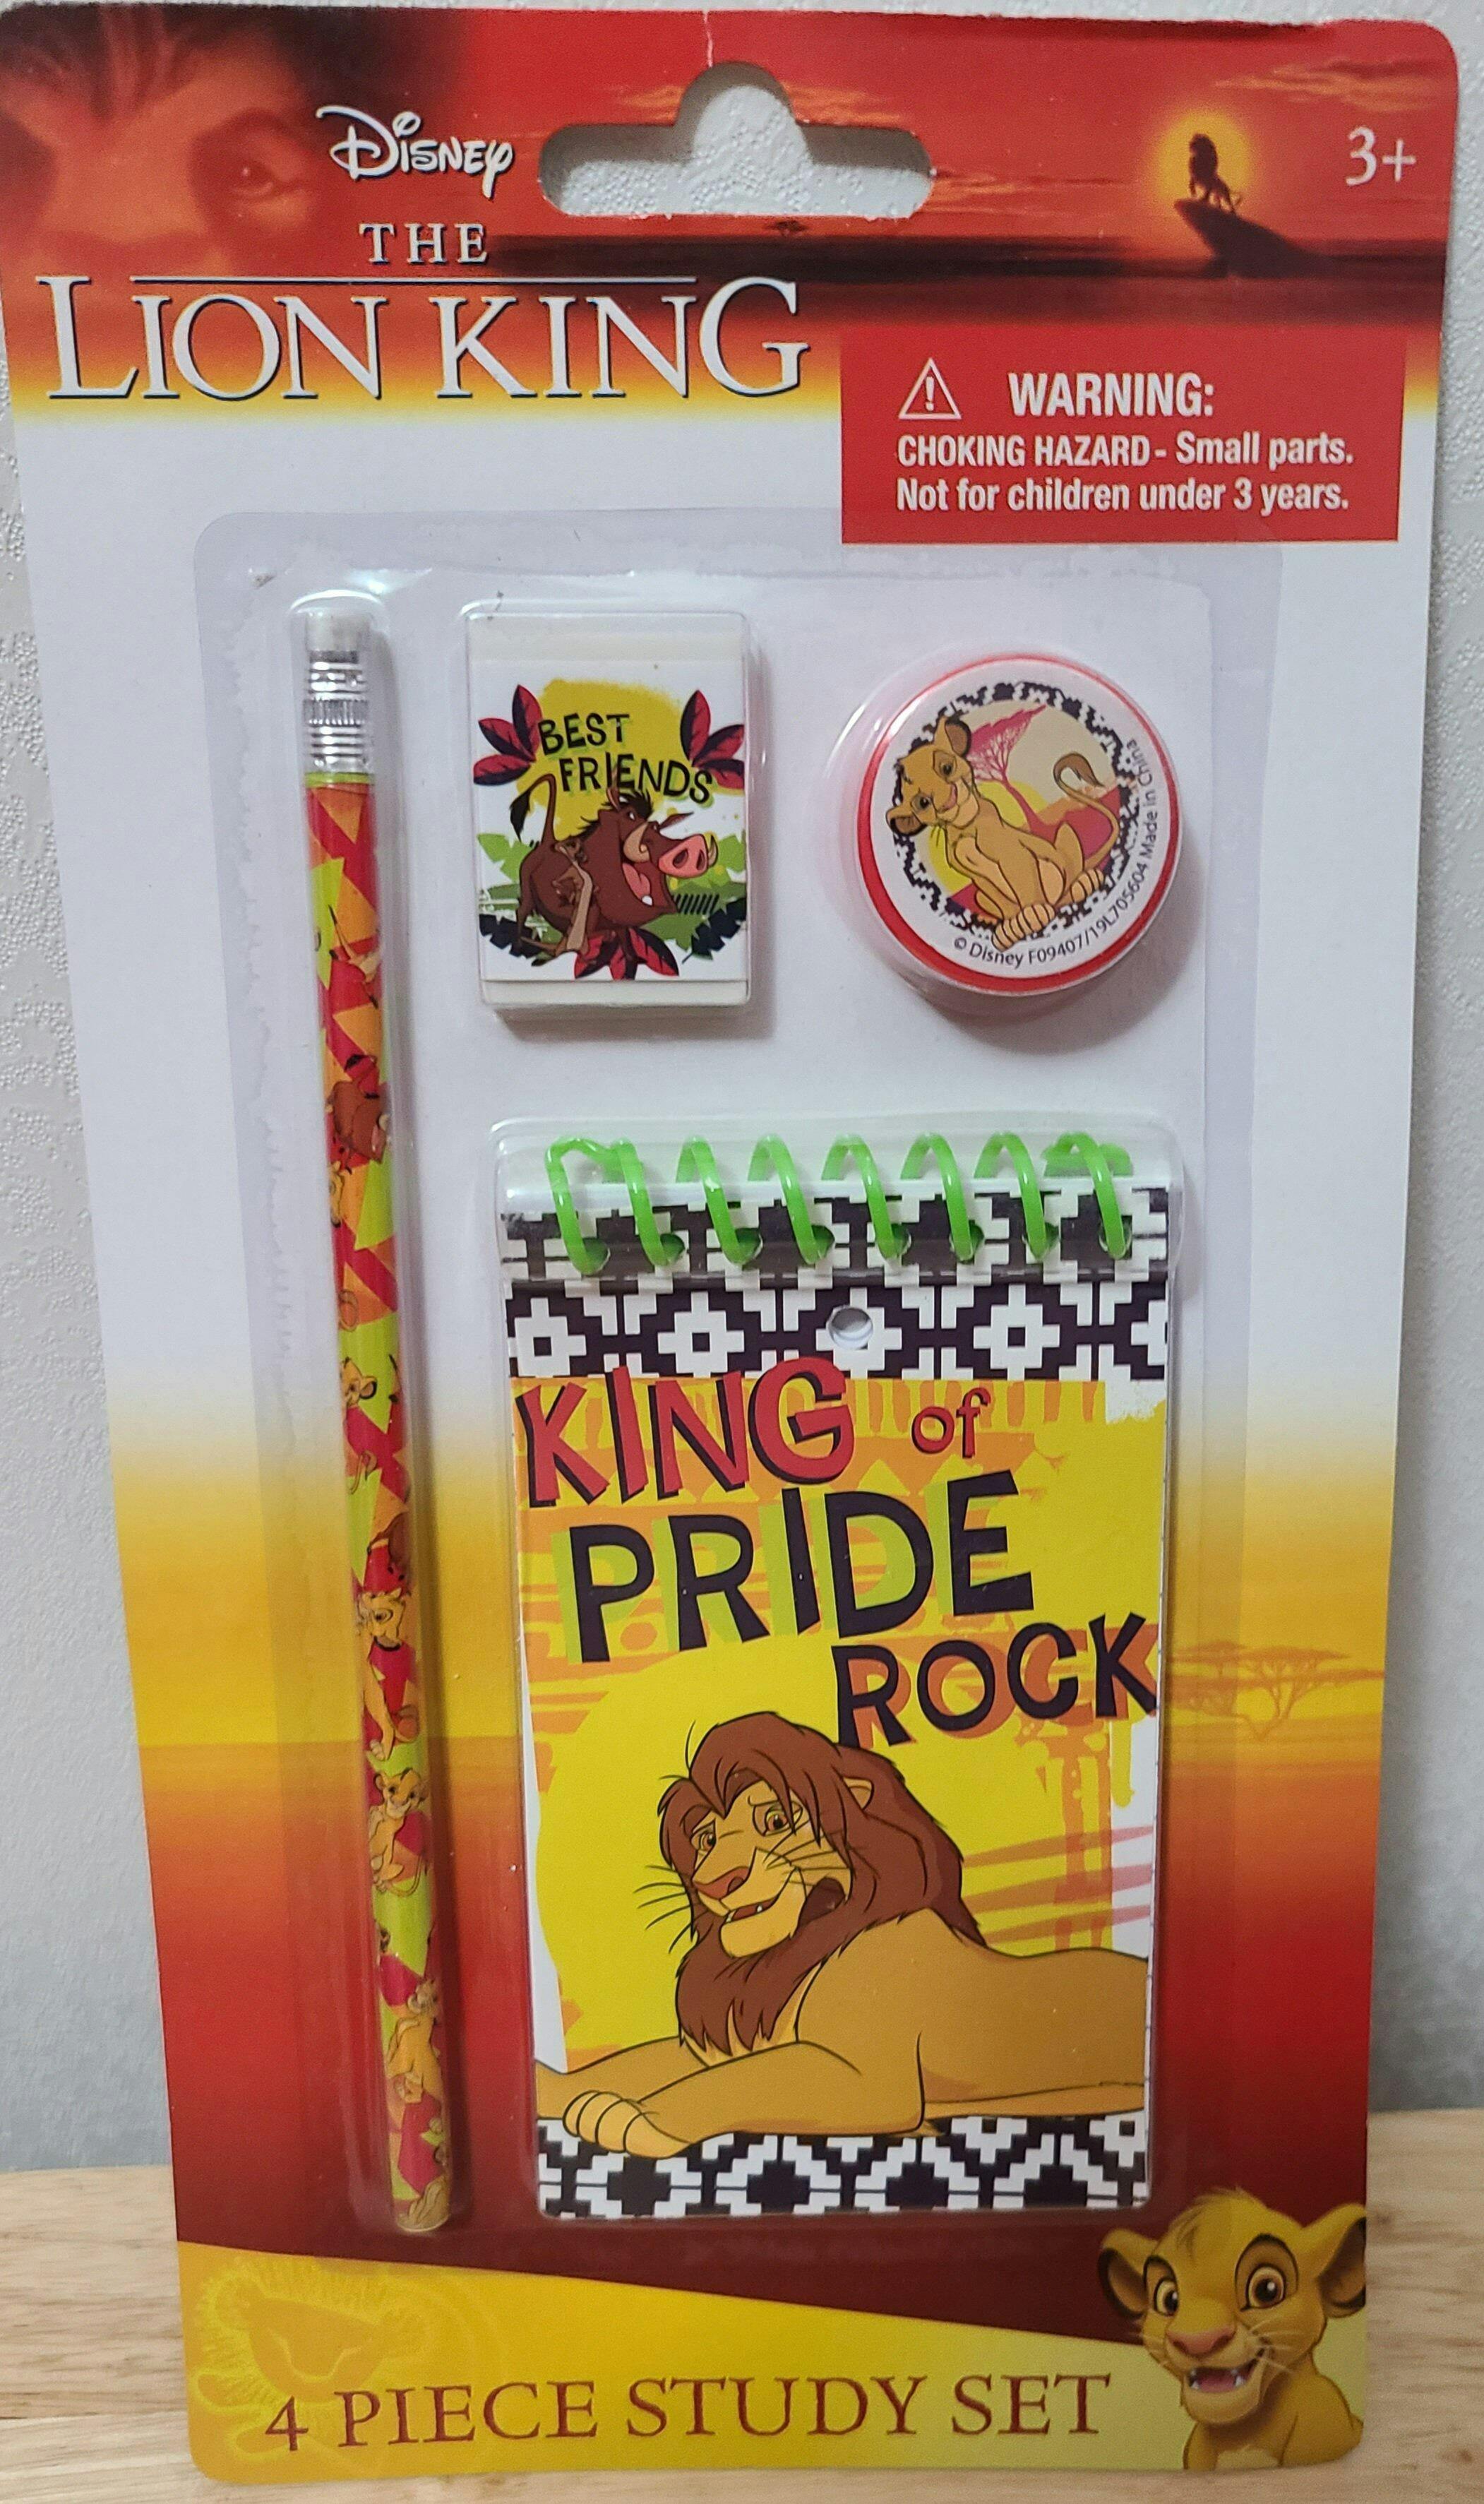 Disney
THE
LION KING
3+
WARNING:
CHOKING HAZARD - Small parts.
Not for children under 3 years.
BEST
FRIENDS
© Disney F09407/19L705604 Made in China
KING of
PRIDE
ROCK
4 PIECE STUDY SET